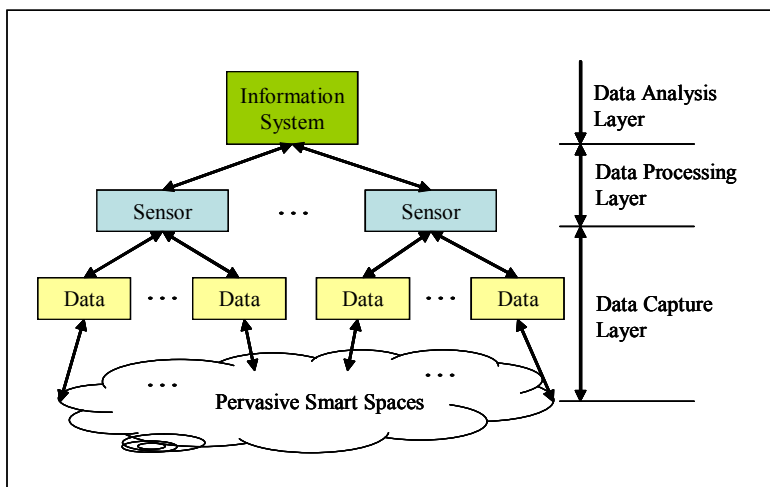 Information
System
Data Analysis
Layer
Data Processing
Layer
Sensor
...
Sensor
Data
...
Data
Data
...
Data
Data Capture
Layer
...
...
Pervasive Smart Spaces